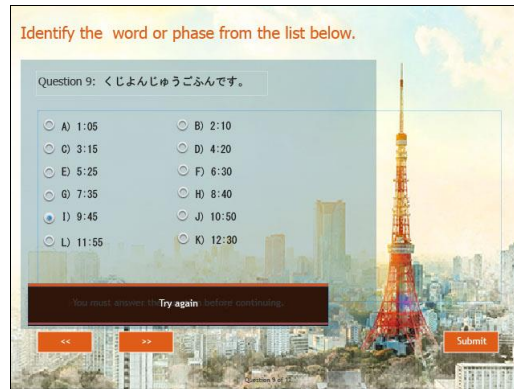 Identify the word or phase from the list below.
Question 9: くじよんじゅうごふんです。
A) 1:05
B) 2:10
C) 3:15
D) 4:20
E) 5:25
F) 6:30
G) 7:35
H) 8:40
I) 9:45
J) 10:50
L) 11:55
K) 12:30
You must answer the before continuing.
Try again
<< >> Submit
Question 9 of